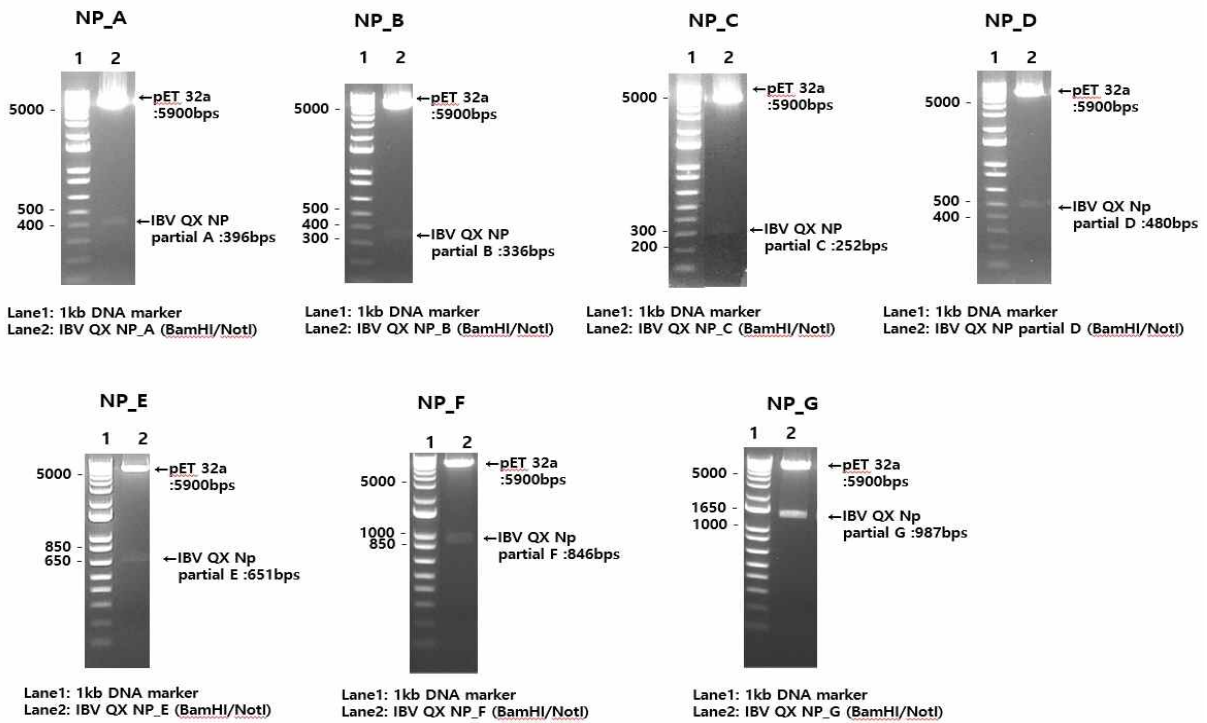 NP_A
1 2
5000 -
←pET 32a
:5900bps
500 -
400 -
←IBV QX NP
partial A :396bps
Lane1: 1kb DNA marker
Lane2: IBV QX NP_A (BamHI/NotI)
NP_B
1 2
5000 -
←pET 32a
:5900bps
500 -
400 -
300 -
←IBV QX NP
partial B :336bps
Lane1: 1kb DNA marker
Lane2: IBV QX NP_B (BamHI/NotI)
NP_C
1 2
5000 -
←pET 32a
:5900bps
300 -
200 -
←IBV QX NP
partial C :252bps
Lane1: 1kb DNA marker
Lane2: IBV QX NP_C (BamHI/NotI)
NP_D
1 2
5000 -
←pET 32a
:5900bps
500 -
400 -
←IBV QX Np
partial D :480bps
Lane1: 1kb DNA marker
Lane2: IBV QX NP partial D (BamHI/NotI)
NP_E
1 2
5000 -
←pET 32a
:5900bps
850 -
650 -
←IBV QX Np
partial E :651bps
Lane1: 1kb DNA marker
Lane2: IBV QX NP_E (BamHI/NotI)
NP_F
1 2
5000 -
←pET 32a
:5900bps
1000 -
850 -
←IBV QX Np
partial F :846bps
Lane1: 1kb DNA marker
Lane2: IBV QX NP_F (BamHI/NotI)
NP_G
1 2
5000 -
←pET 32a
:5900bps
1650 -
1000 -
←IBV QX Np
partial G :987bps
Lane1: 1kb DNA marker
Lane2: IBV QX NP_G (BamHI/NotI)